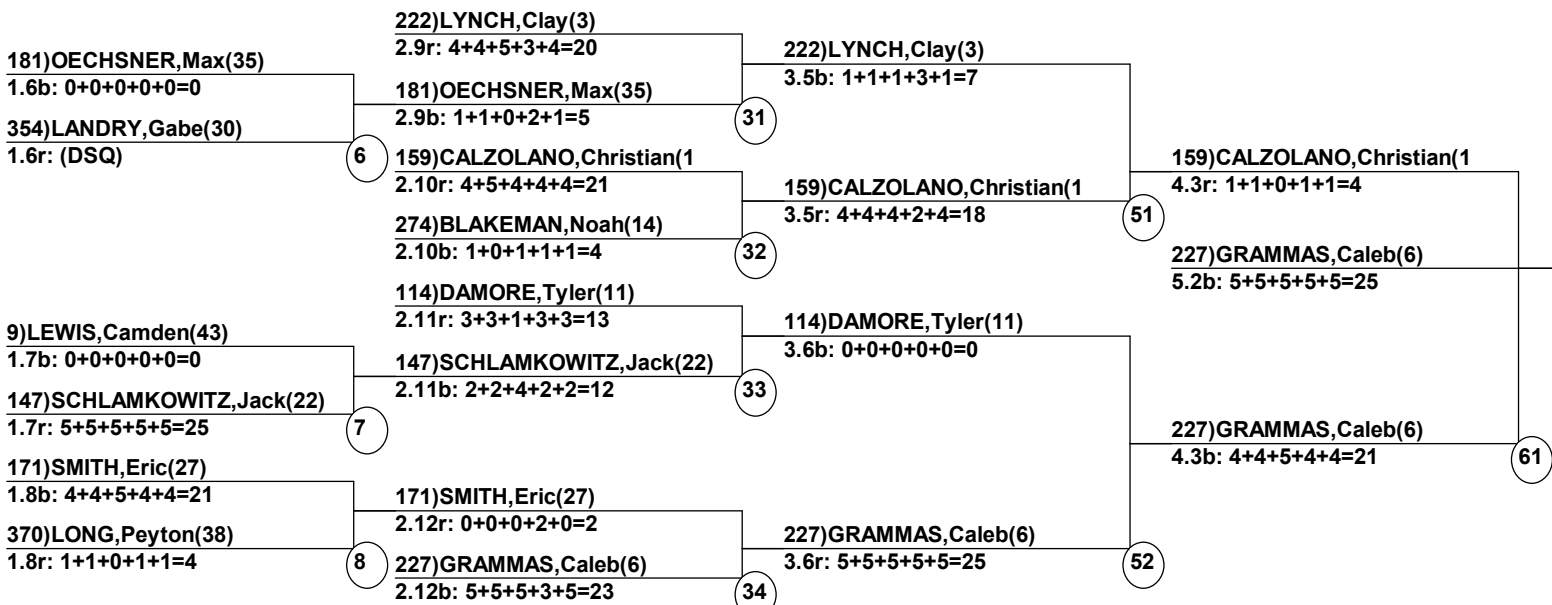 181)OECHSNER,Max(35)
1.6b: 0+0+0+0+0=0
354)LANDRY,Gabe(30)
1.6r: (DSQ)
6
9)LEWIS,Camden(43)
1.7b: 0+0+0+0+0=0
147)SCHLAMKOWITZ,Jack(22)
1.7r: 5+5+5+5+5=25
7
171)SMITH,Eric(27)
1.8b: 4+4+5+4+4=21
370)LONG,Peyton(38)
1.8r: 1+1+0+1+1=4
8
222)LYNCH,Clay(3)
2.9r: 4+4+5+3+4=20
181)OECHSNER,Max(35)
2.9b: 1+1+0+2+1=5
31
159)CALZOLANO,Christian(1
2.10r: 4+5+4+4+4=21
274)BLAKEMAN,Noah(14)
2.10b: 1+0+1+1+1=4
32
114)DAMORE,Tyler(11)
2.11r: 3+3+1+3+3=13
147)SCHLAMKOWITZ,Jack(22)
2.11b: 2+2+4+2+2=12
33
171)SMITH,Eric(27)
2.12r: 0+0+0+2+0=2
227)GRAMMAS,Caleb(6)
2.12b: 5+5+5+3+5=23
34
222)LYNCH,Clay(3)
3.5b: 1+1+1+3+1=7
159)CALZOLANO,Christian(1
3.5r: 4+4+4+2+4=18
51
114)DAMORE,Tyler(11)
3.6b: 0+0+0+0+0=0
227)GRAMMAS,Caleb(6)
3.6r: 5+5+5+5+5=25
52
159)CALZOLANO,Christian(1
4.3r: 1+1+0+1+1=4
227)GRAMMAS,Caleb(6)
5.2b: 5+5+5+5+5=25
227)GRAMMAS,Caleb(6)
4.3b: 4+4+5+4+4=21
61